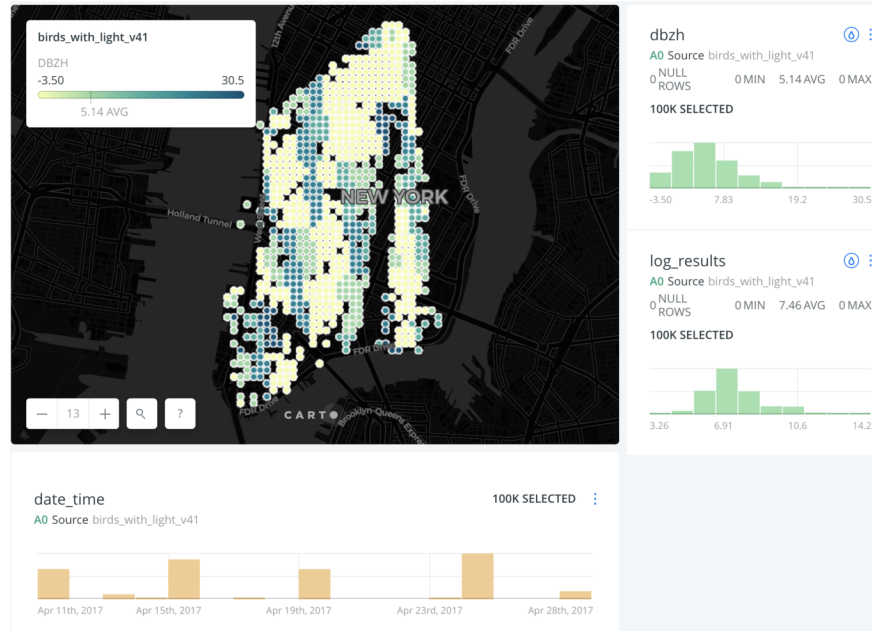 birds_with_light_v41
DBZH
-3.50 30.5
5.14 AVG
12th Avenue
FDR Drive
Holland Tunnel
NEW YORK
FDR Drive
FDR Drive
FDR Drive
CARTO
Brooklyn-Queens Expre
— 13 + ?
dbzh
A0 Source birds_with_light_v41
0 NULL ROWS 0 MIN 5.14 AVG 0 MAX
100K SELECTED
-3.50 7.83 19.2 30.5
log_results
A0 Source birds_with_light_v41
0 NULL ROWS 0 MIN 7.46 AVG 0 MAX
100K SELECTED
3.26 6.91 10.6 14.2
date_time 100K SELECTED
A0 Source birds_with_light_v41
Apr 11th, 2017 Apr 15th, 2017 Apr 19th, 2017 Apr 23rd, 2017 Apr 28th, 2017